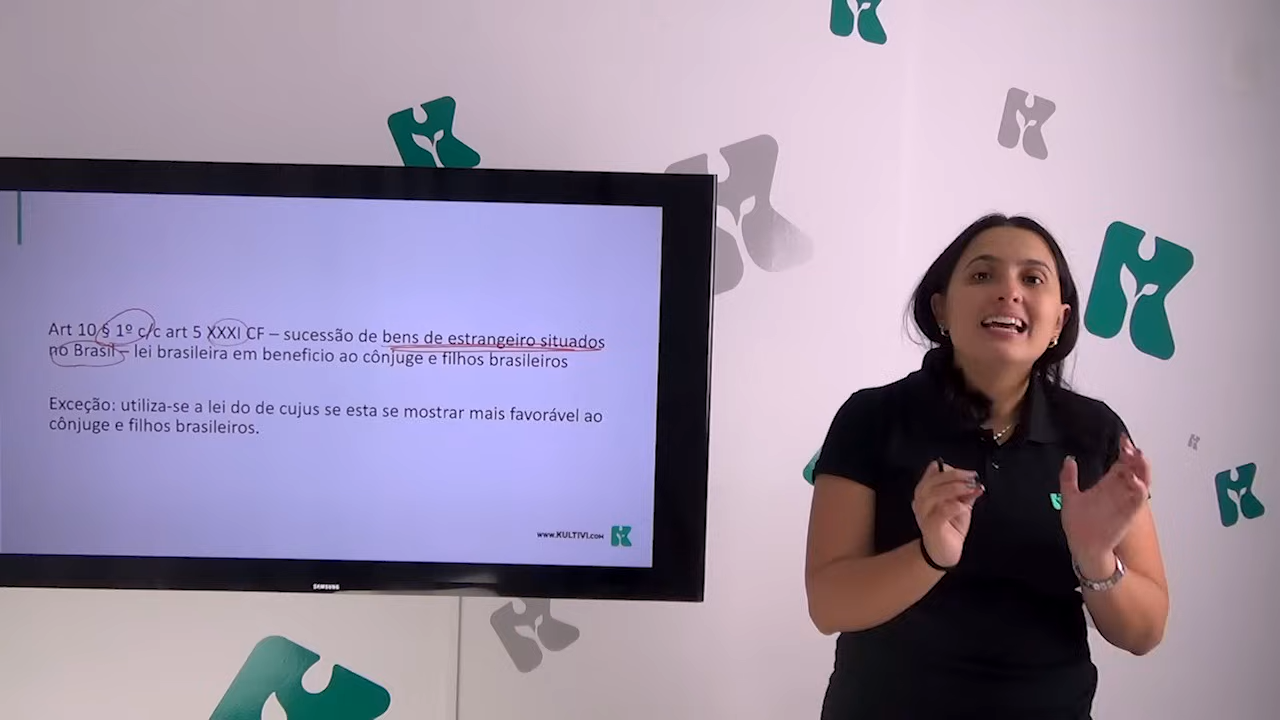 Art 10 § 1º c/c art 5 XXXI CF – sucessão de bens de estrangeiro situados
no Brasil – lei brasileira em beneficio ao cônjuge e filhos brasileiros
Exceção: utiliza-se a lei do de cujus se esta se mostrar mais favorável ao
cônjuge e filhos brasileiros.
www.KULTIVI.com
SAMSUNG